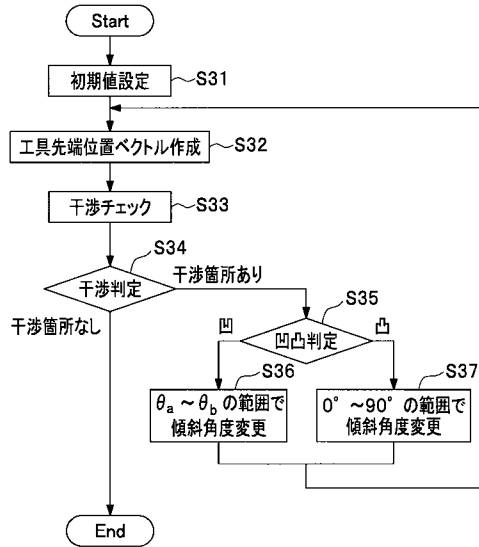 Start
初期値設定
S31
工具先端位置ベクトル作成
S32
干渉チェック
S33
S34
干渉判定
干渉箇所あり
干渉箇所なし
S35
凹凸判定
凹
凸
S36
θa～θbの範囲で
傾斜角度変更
S37
0°～90°の範囲で
傾斜角度変更
End